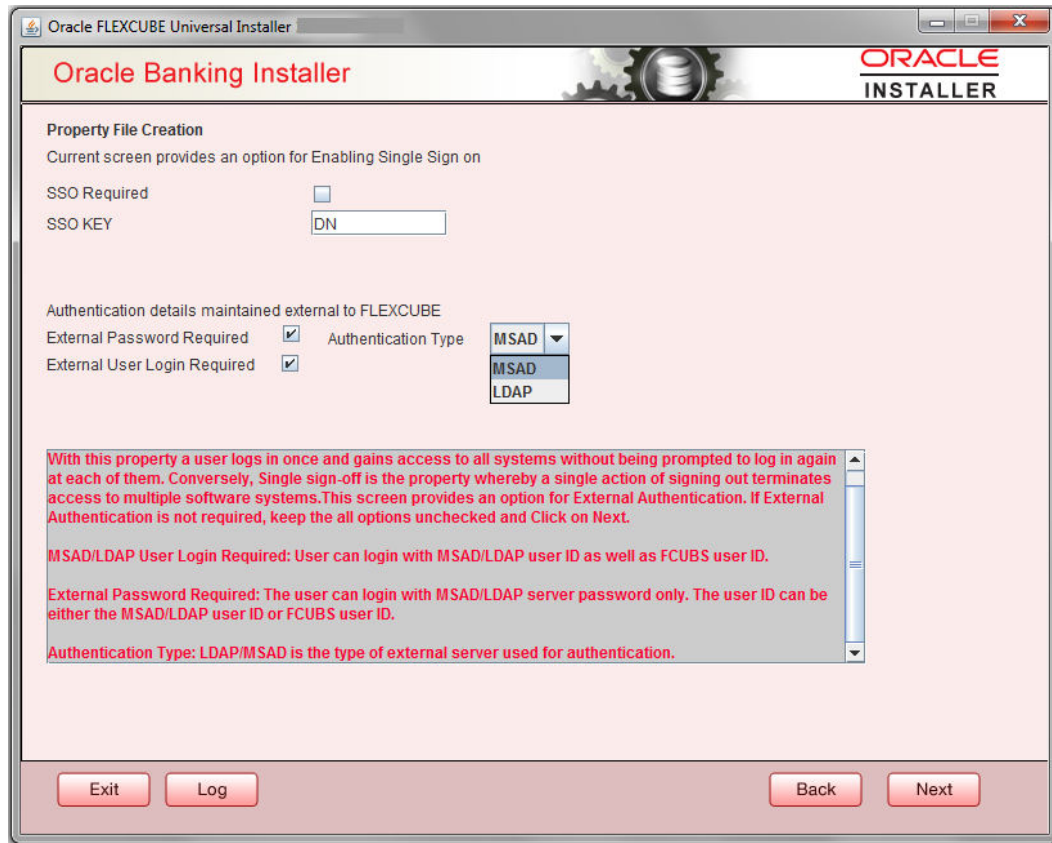 Oracle FLEXCUBE Universal Installer
Oracle Banking Installer
ORACLE
INSTALLER
Property File Creation
Current screen provides an option for Enabling Single Sign on
SSO Required
SSO KEY DN
Authentication details maintained external to FLEXCUBE
External Password Required Authentication Type MSAD
External User Login Required
MSAD
LDAP
With this property a user logs in once and gains access to all systems without being prompted to log in again
at each of them. Conversely, Single sign-off is the property whereby a single action of signing out terminates
access to multiple software systems.This screen provides an option for External Authentication. If External
Authentication is not required, keep the all options unchecked and Click on Next.
MSAD/LDAP User Login Required: User can login with MSAD/LDAP user ID as well as FCUBS user ID.
External Password Required: The user can login with MSAD/LDAP server password only. The user ID can be
either the MSAD/LDAP user ID or FCUBS user ID.
Authentication Type: LDAP/MSAD is the type of external server used for authentication.
Exit Log Back Next